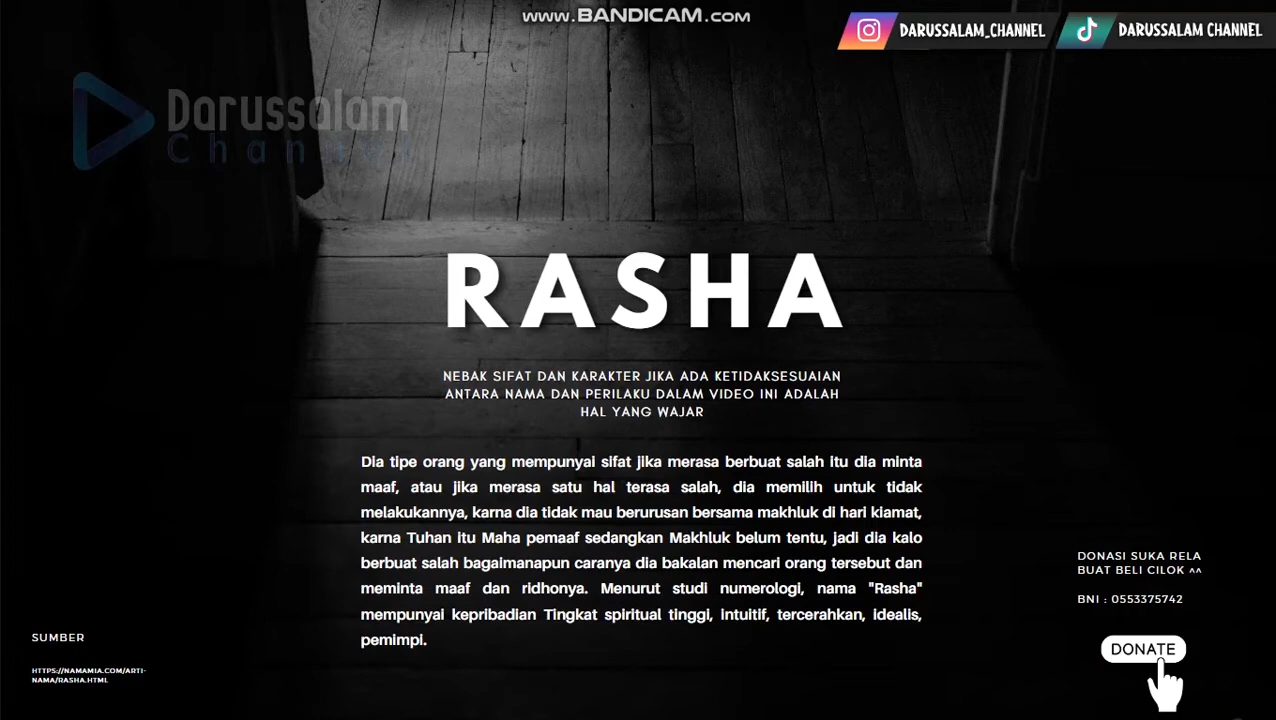 www.BANDICAM.com
DARUSSALAM_CHANNEL
DARUSSALAM CHANNEL
Darussalam
Channel
RASHA
NEBAK SIFAT DAN KARAKTER JIKA ADA KETIDAKSESUAIAN
ANTARA NAMA DAN PERILAKU DALAM VIDEO INI ADALAH
HAL YANG WAJAR
Dia tipe orang yang mempunyai sifat jika merasa berbuat salah itu dia minta
maaf, atau jika merasa satu hal terasa salah, dia memilih untuk tidak
melakukannya, karna dia tidak mau berurusan bersama makhluk di hari kiamat,
karna Tuhan itu Maha pemaaf sedangkan Makhluk belum tentu, jadi dia kalo
berbuat salah bagaimanapun caranya dia bakalan mencari orang tersebut dan
meminta maaf dan ridhonya. Menurut studi numerologi, nama "Rasha"
mempunyai kepribadian Tingkat spiritual tinggi, intuitif, tercerahkan, idealis,
pemimpi.
DONASI SUKA RELA
BUAT BELI CILOK ^^
BNI : 0553375742
DONATE
SUMBER
HTTPS://NAMAMIA.COM/ARTI-
NAMA/RASHA.HTML